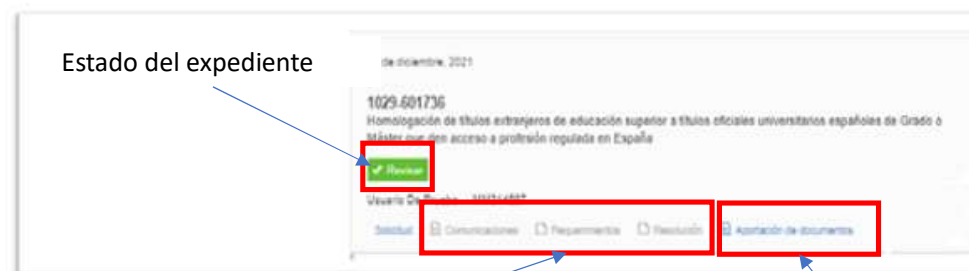 Estado del expediente
de diciembre, 2021
1029-601736
Homologación de títulos extranjeros de educación superior a títulos oficiales universitarios españoles de Grado o
Máster que den acceso a profesión regulada en España
Revisar
Usuario De Prueba
Solicitud Comunicaciones Requerimientos Resolución Aportación de documentos